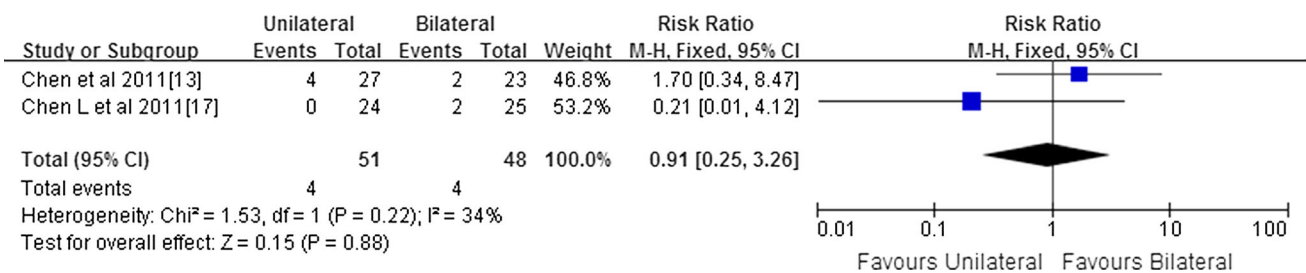 Unilateral Bilateral Risk Ratio Risk Ratio
Study or Subgroup Events Total Events Total Weight M-H, Fixed, 95% CI M-H, Fixed, 95% CI
Chen et al 2011[13] 4 27 2 23 46.8% 1.70 [0.34, 8.47]
Chen L et al 2011[17] 0 24 2 25 53.2% 0.21 [0.01, 4.12]
Total (95% CI) 51 48 100.0% 0.91 [0.25, 3.26]
Total events 4 4
Heterogeneity: Chi² = 1.53, df = 1 (P = 0.22); I² = 34%
Test for overall effect: Z = 0.15 (P = 0.88)
0.01 0.1 1 10 100
Favours Unilateral Favours Bilateral